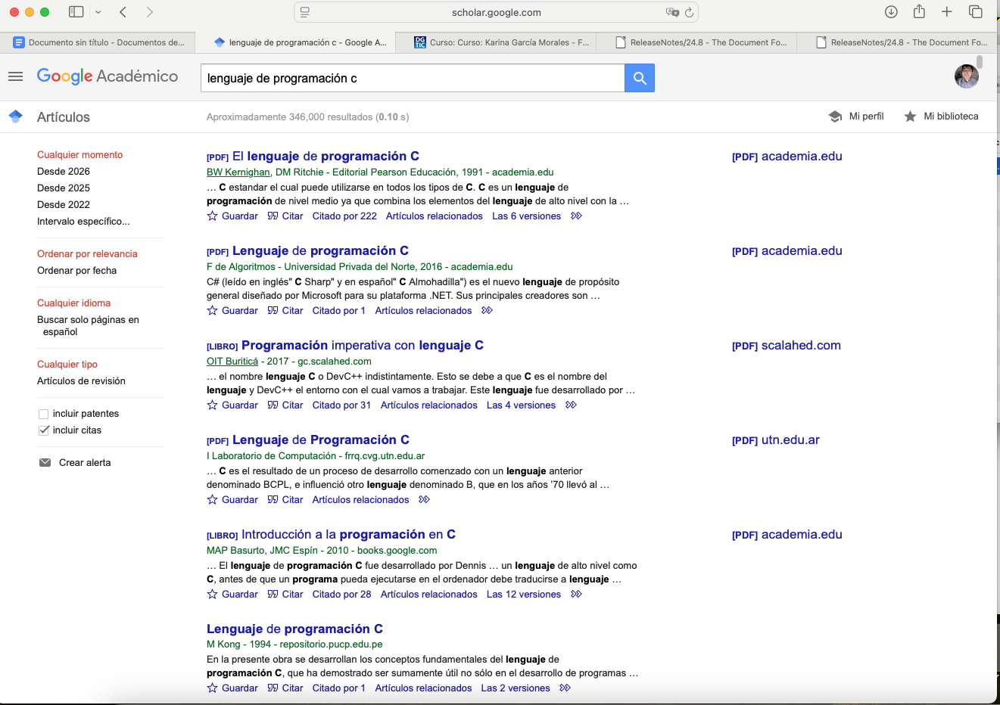 scholar.google.com
Documento sin título - Documentos de...
lenguaje de programación c - Google A...
DG TIC
Curso: Curso: Karina García Morales - F...
ReleaseNotes/24.8 - The Document Fo...
ReleaseNotes/24.8 - The Document Fo...
Google Académico
lenguaje de programación c
Artículos
Aproximadamente 346,000 resultados (0.10 s)
Mi perfil
Mi biblioteca
Cualquier momento
Desde 2026
Desde 2025
Desde 2022
Intervalo específico...
Ordenar por relevancia
Ordenar por fecha
Cualquier idioma
Buscar solo páginas en
español
Cualquier tipo
Artículos de revisión
incluir patentes
incluir citas
Crear alerta
[PDF] El lenguaje de programación C
[PDF] academia.edu
BW Kernighan, DM Ritchie - Editorial Pearson Educación, 1991 - academia.edu
… C estandar el cual puede utilizarse en todos los tipos de C. C es un lenguaje de
programación de nivel medio ya que combina los elementos del lenguaje de alto nivel con la …
Guardar Citar Citado por 222 Artículos relacionados Las 6 versiones
[PDF] Lenguaje de programación C
[PDF] academia.edu
F de Algoritmos - Universidad Privada del Norte, 2016 - academia.edu
C# (leído en inglés" C Sharp" y en español" C Almohadilla") es el nuevo lenguaje de propósito
general diseñado por Microsoft para su plataforma .NET. Sus principales creadores son …
Guardar Citar Citado por 1 Artículos relacionados
[LIBRO] Programación imperativa con lenguaje C
[PDF] scalahed.com
OIT Buriticá - 2017 - gc.scalahed.com
… el nombre lenguaje C o DevC++ indistintamente. Esto se debe a que C es el nombre del
lenguaje y DevC++ el entorno con el cual vamos a trabajar. Este lenguaje fue desarrollado por …
Guardar Citar Citado por 31 Artículos relacionados Las 4 versiones
[PDF] Lenguaje de Programación C
[PDF] utn.edu.ar
I Laboratorio de Computación - frrq.cvg.utn.edu.ar
… C es el resultado de un proceso de desarrollo comenzado con un lenguaje anterior
denominado BCPL, e influenció otro lenguaje denominado B, que en los años '70 llevó al …
Guardar Citar Artículos relacionados
[LIBRO] Introducción a la programación en C
[PDF] academia.edu
MAP Basurto, JMC Espín - 2010 - books.google.com
… El lenguaje de programación C fue desarrollado por Dennis … un lenguaje de alto nivel como
C, antes de que un programa pueda ejecutarse en el ordenador debe traducirse a lenguaje …
Guardar Citar Citado por 28 Artículos relacionados Las 12 versiones
Lenguaje de programación C
M Kong - 1994 - repositorio.pucp.edu.pe
En la presente obra se desarrollan los conceptos fundamentales del lenguaje de
programación C, que ha demostrado ser sumamente útil no sólo en el desarrollo de programas …
Guardar Citar Citado por 1 Artículos relacionados Las 2 versiones